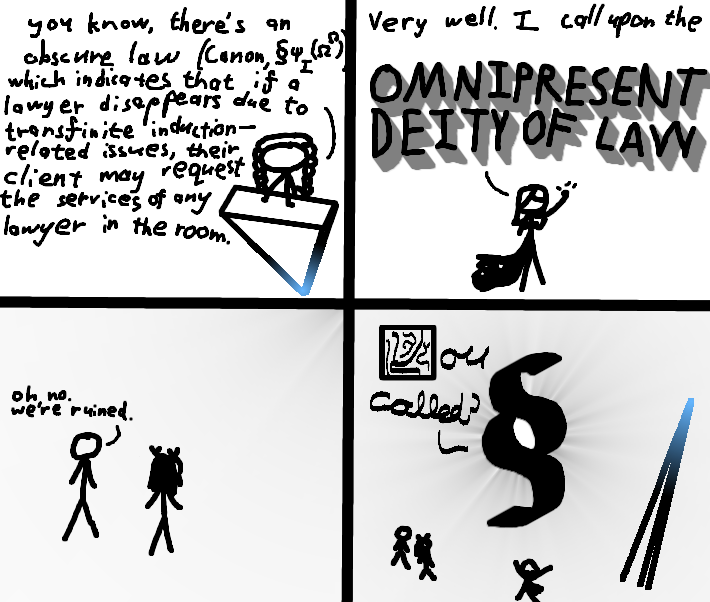 you know, there's an
obscure law (Canon, §Ψ_I(Ω^Ω)
which indicates that if a
lawyer disappears due to
transfinite induction—
related issues, their
client may request
the services of any
lawyer in the room.
Very well. I call upon the
OMNIPRESENT
DEITY OF LAW
oh no.
we're ruined.
You
called?
§